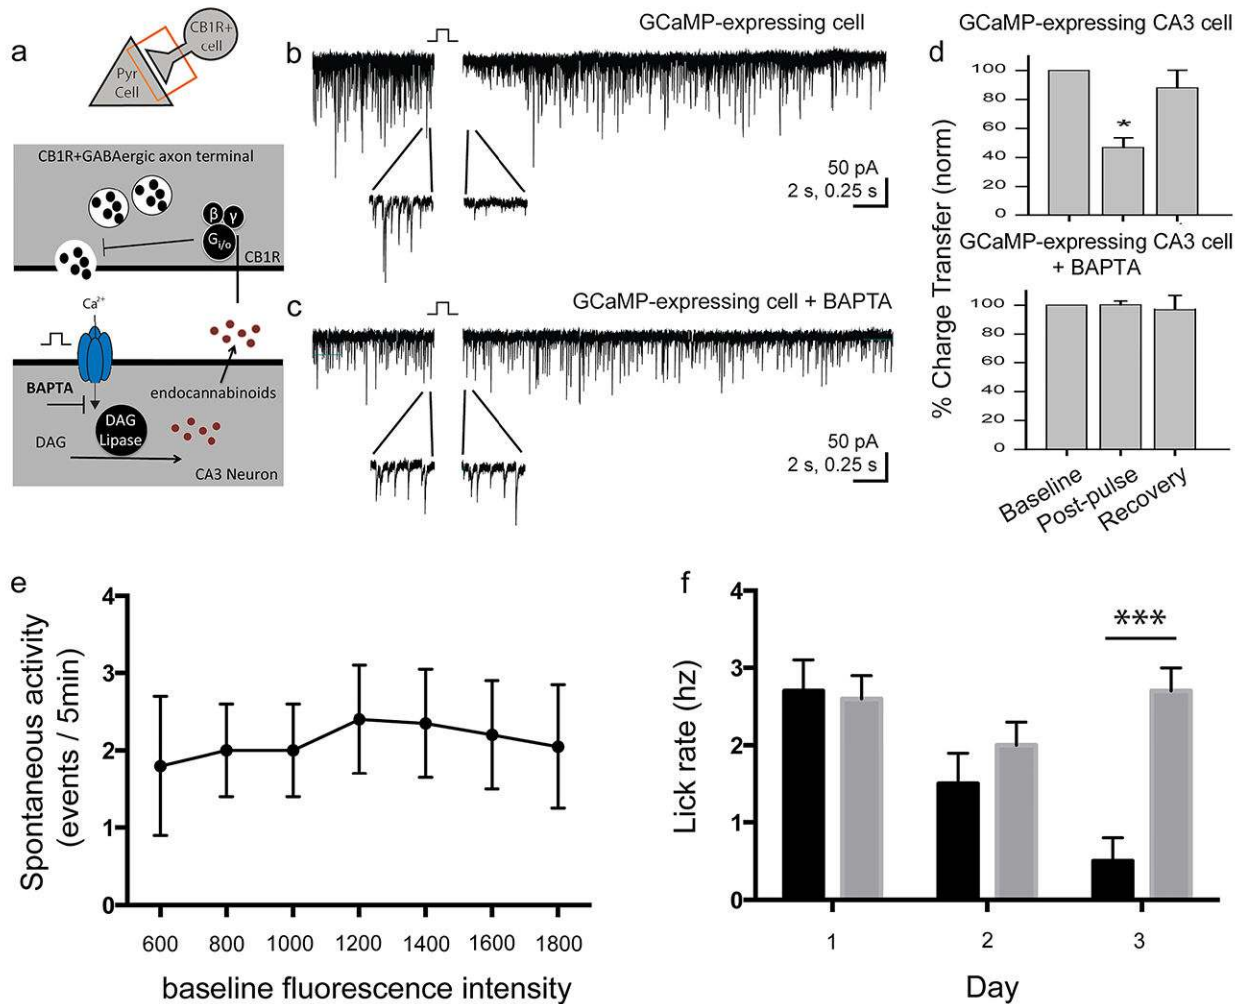 a
CB1R+
cell
Pyr
Cell
CB1R+GABAergic axon terminal
β
γ
Gi/o
CB1R
Ca2+
BAPTA
endocannabinoids
DAG
Lipase
DAG
CA3 Neuron
b
GCaMP-expressing cell
50 pA
2 s, 0.25 s
c
GCaMP-expressing cell + BAPTA
50 pA
2 s, 0.25 s
GCaMP-expressing CA3 cell
d
100
80
60
40
20
0
*
GCaMP-expressing CA3 cell
+ BAPTA
100
80
60
40
20
0
% Charge Transfer (norm)
Baseline
Post-pulse
Recovery
e
Spontaneous activity
(events / 5min)
4
3
2
1
0
600 800 1000 1200 1400 1600 1800
baseline fluorescence intensity
f
Lick rate (hz)
4
3
2
1
0
***
1 2 3
Day